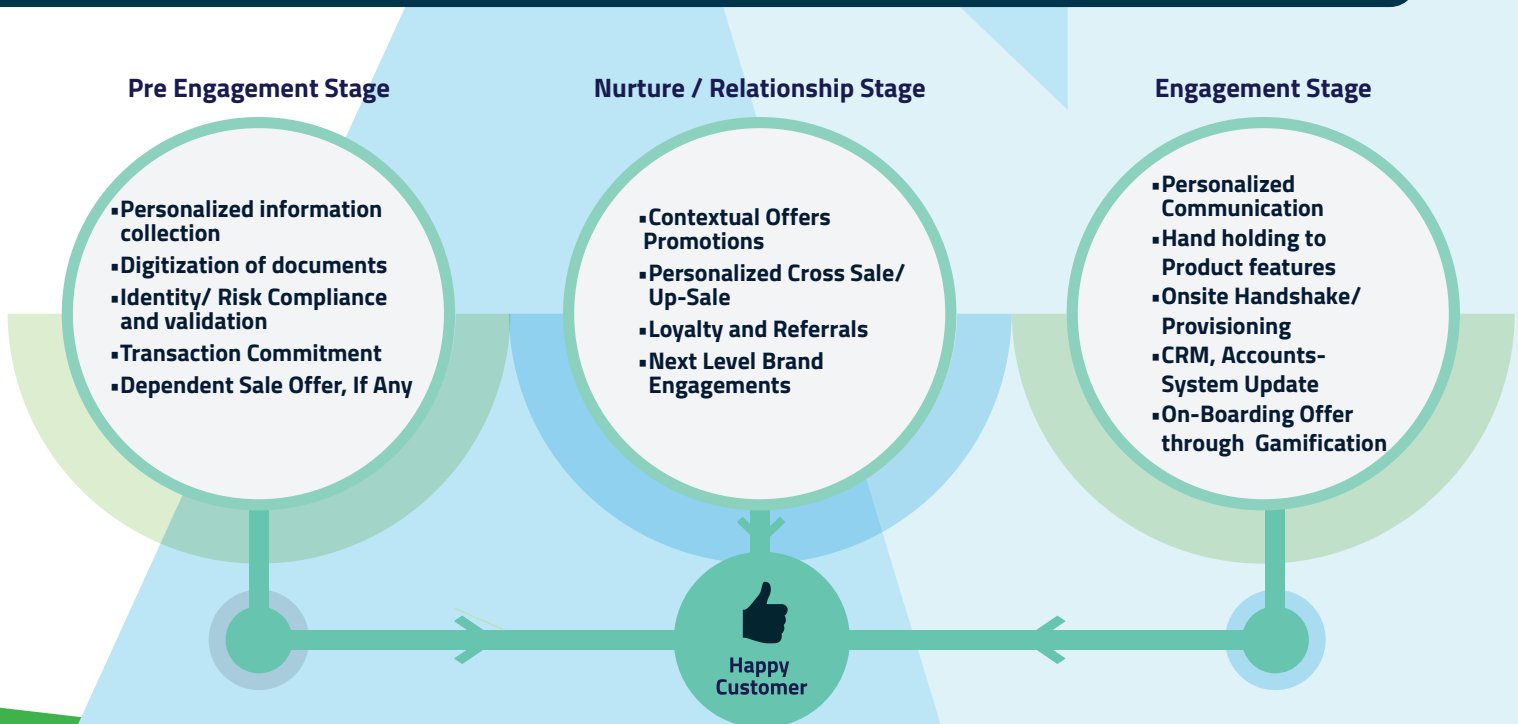 Pre Engagement Stage
▪Personalized information
collection
▪Digitization of documents
▪Identity/ Risk Compliance
and validation
▪Transaction Commitment
▪Dependent Sale Offer, If Any
Nurture / Relationship Stage
▪Contextual Offers
Promotions
▪Personalized Cross Sale/
Up-Sale
▪Loyalty and Referrals
▪Next Level Brand
Engagements
Engagement Stage
▪Personalized
Communication
▪Hand holding to
Product features
▪Onsite Handshake/
Provisioning
▪CRM, Accounts-
System Update
▪On-Boarding Offer
through  Gamification
Happy
Customer